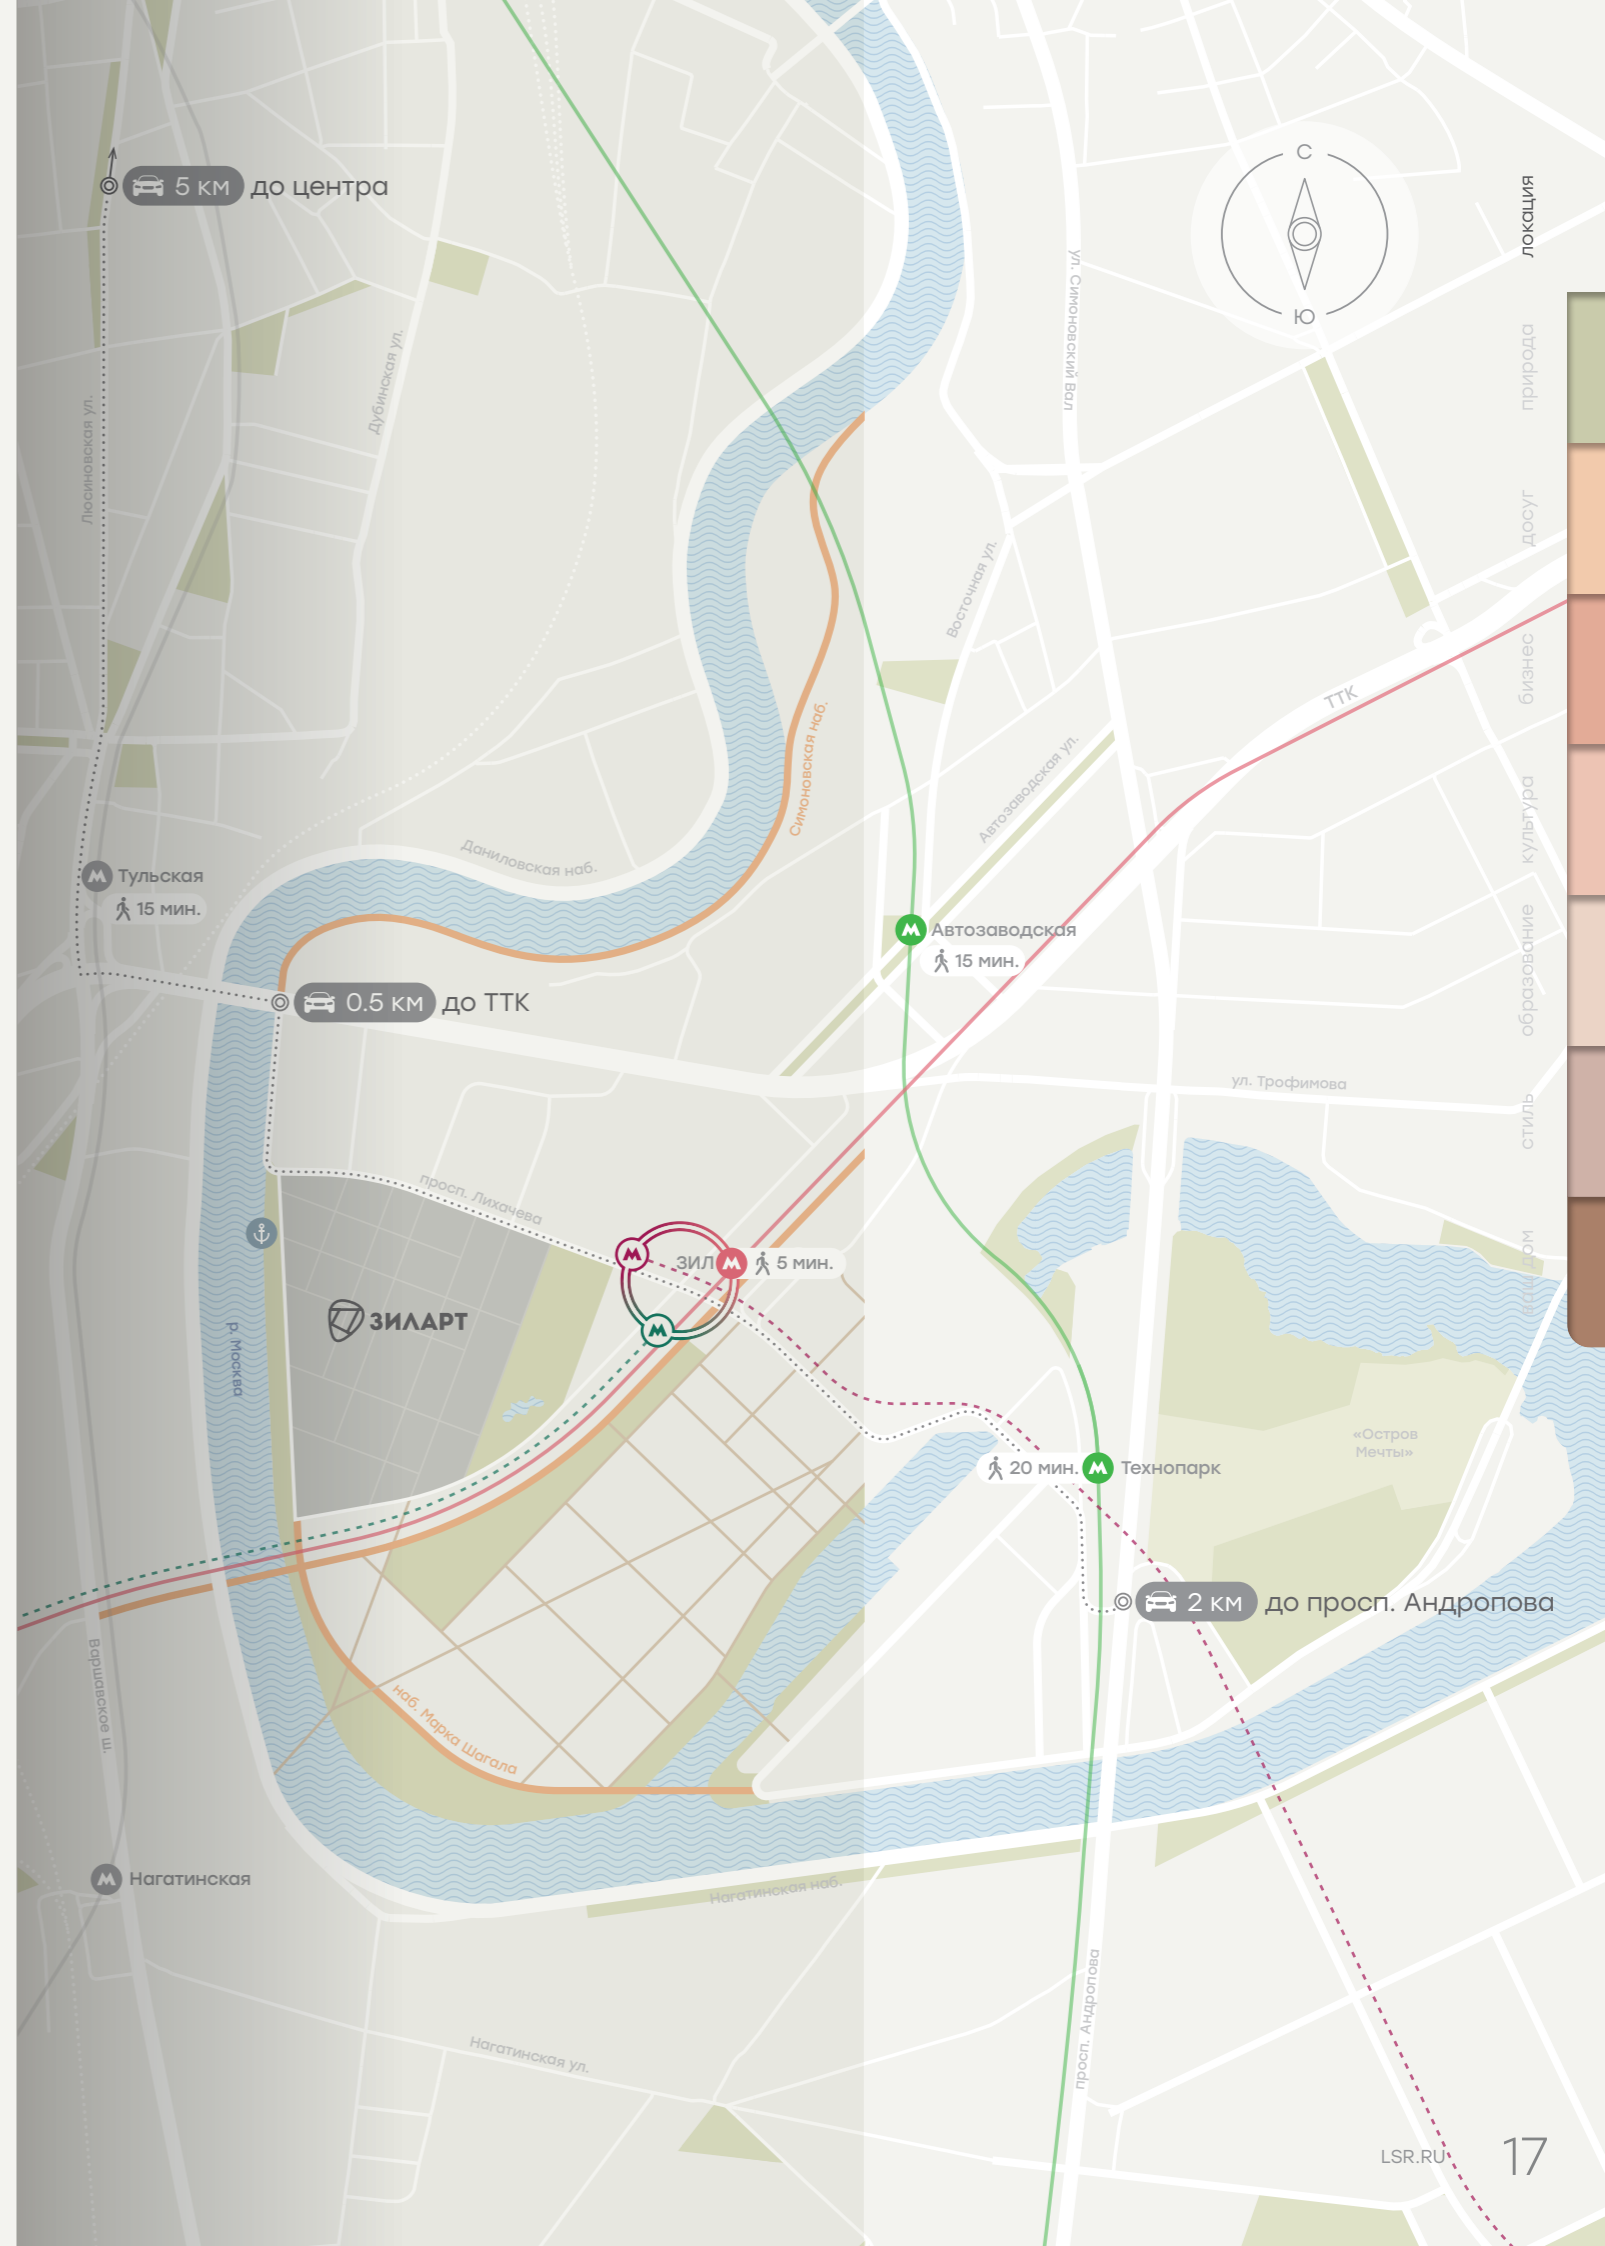 5 км до центра
С
Ю
локация
природа
досуг
бизнес
культура
образование
стиль
ваш дом
ул. Симоновский Вал
Дубинская ул.
Люсиновская ул.
Восточная ул.
ТТК
Симоновская наб.
Автозаводская ул.
Даниловская наб.
Тульская
15 мин.
Автозаводская
15 мин.
0.5 км до ТТК
ул. Трофимова
просп. Лихачева
ЗИЛ
5 мин.
ЗИЛАРТ
р. Москва
«Остров
Мечты»
20 мин.
Технопарк
2 км до просп. Андропова
Варшавское ш.
наб. Марка Шагала
Нагатинская
Нагатинская наб.
просп. Андропова
Нагатинская ул.
LSR.RU
17